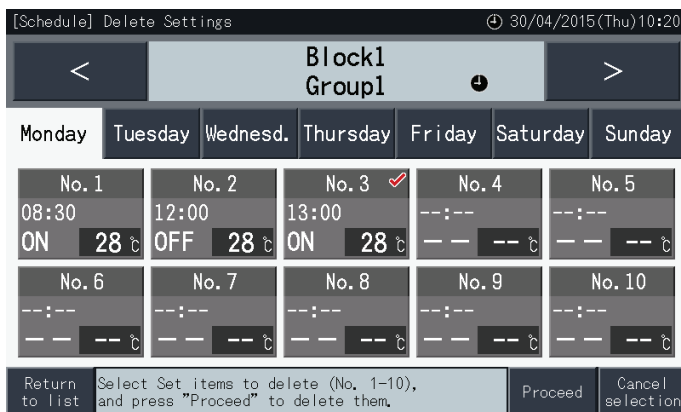 [Schedule] Delete Settings 30/04/2015(Thu)10:20
< Block1 >
Group1
Monday Tuesday Wednesd. Thursday Friday Saturday Sunday
No. 1 No. 2 No. 3 No. 4 No. 5
08:30 12:00 13:00 --:-- --:--
ON 28℃ OFF 28℃ ON 28℃ -- --℃ -- --℃
No. 6 No. 7 No. 8 No. 9 No. 10
--:-- --:-- --:-- --:-- --:--
-- --℃ -- --℃ -- --℃ -- --℃ -- --℃
Return Select Set items to delete (No. 1-10), Proceed Cancel
to list and press "Proceed" to delete them. selection